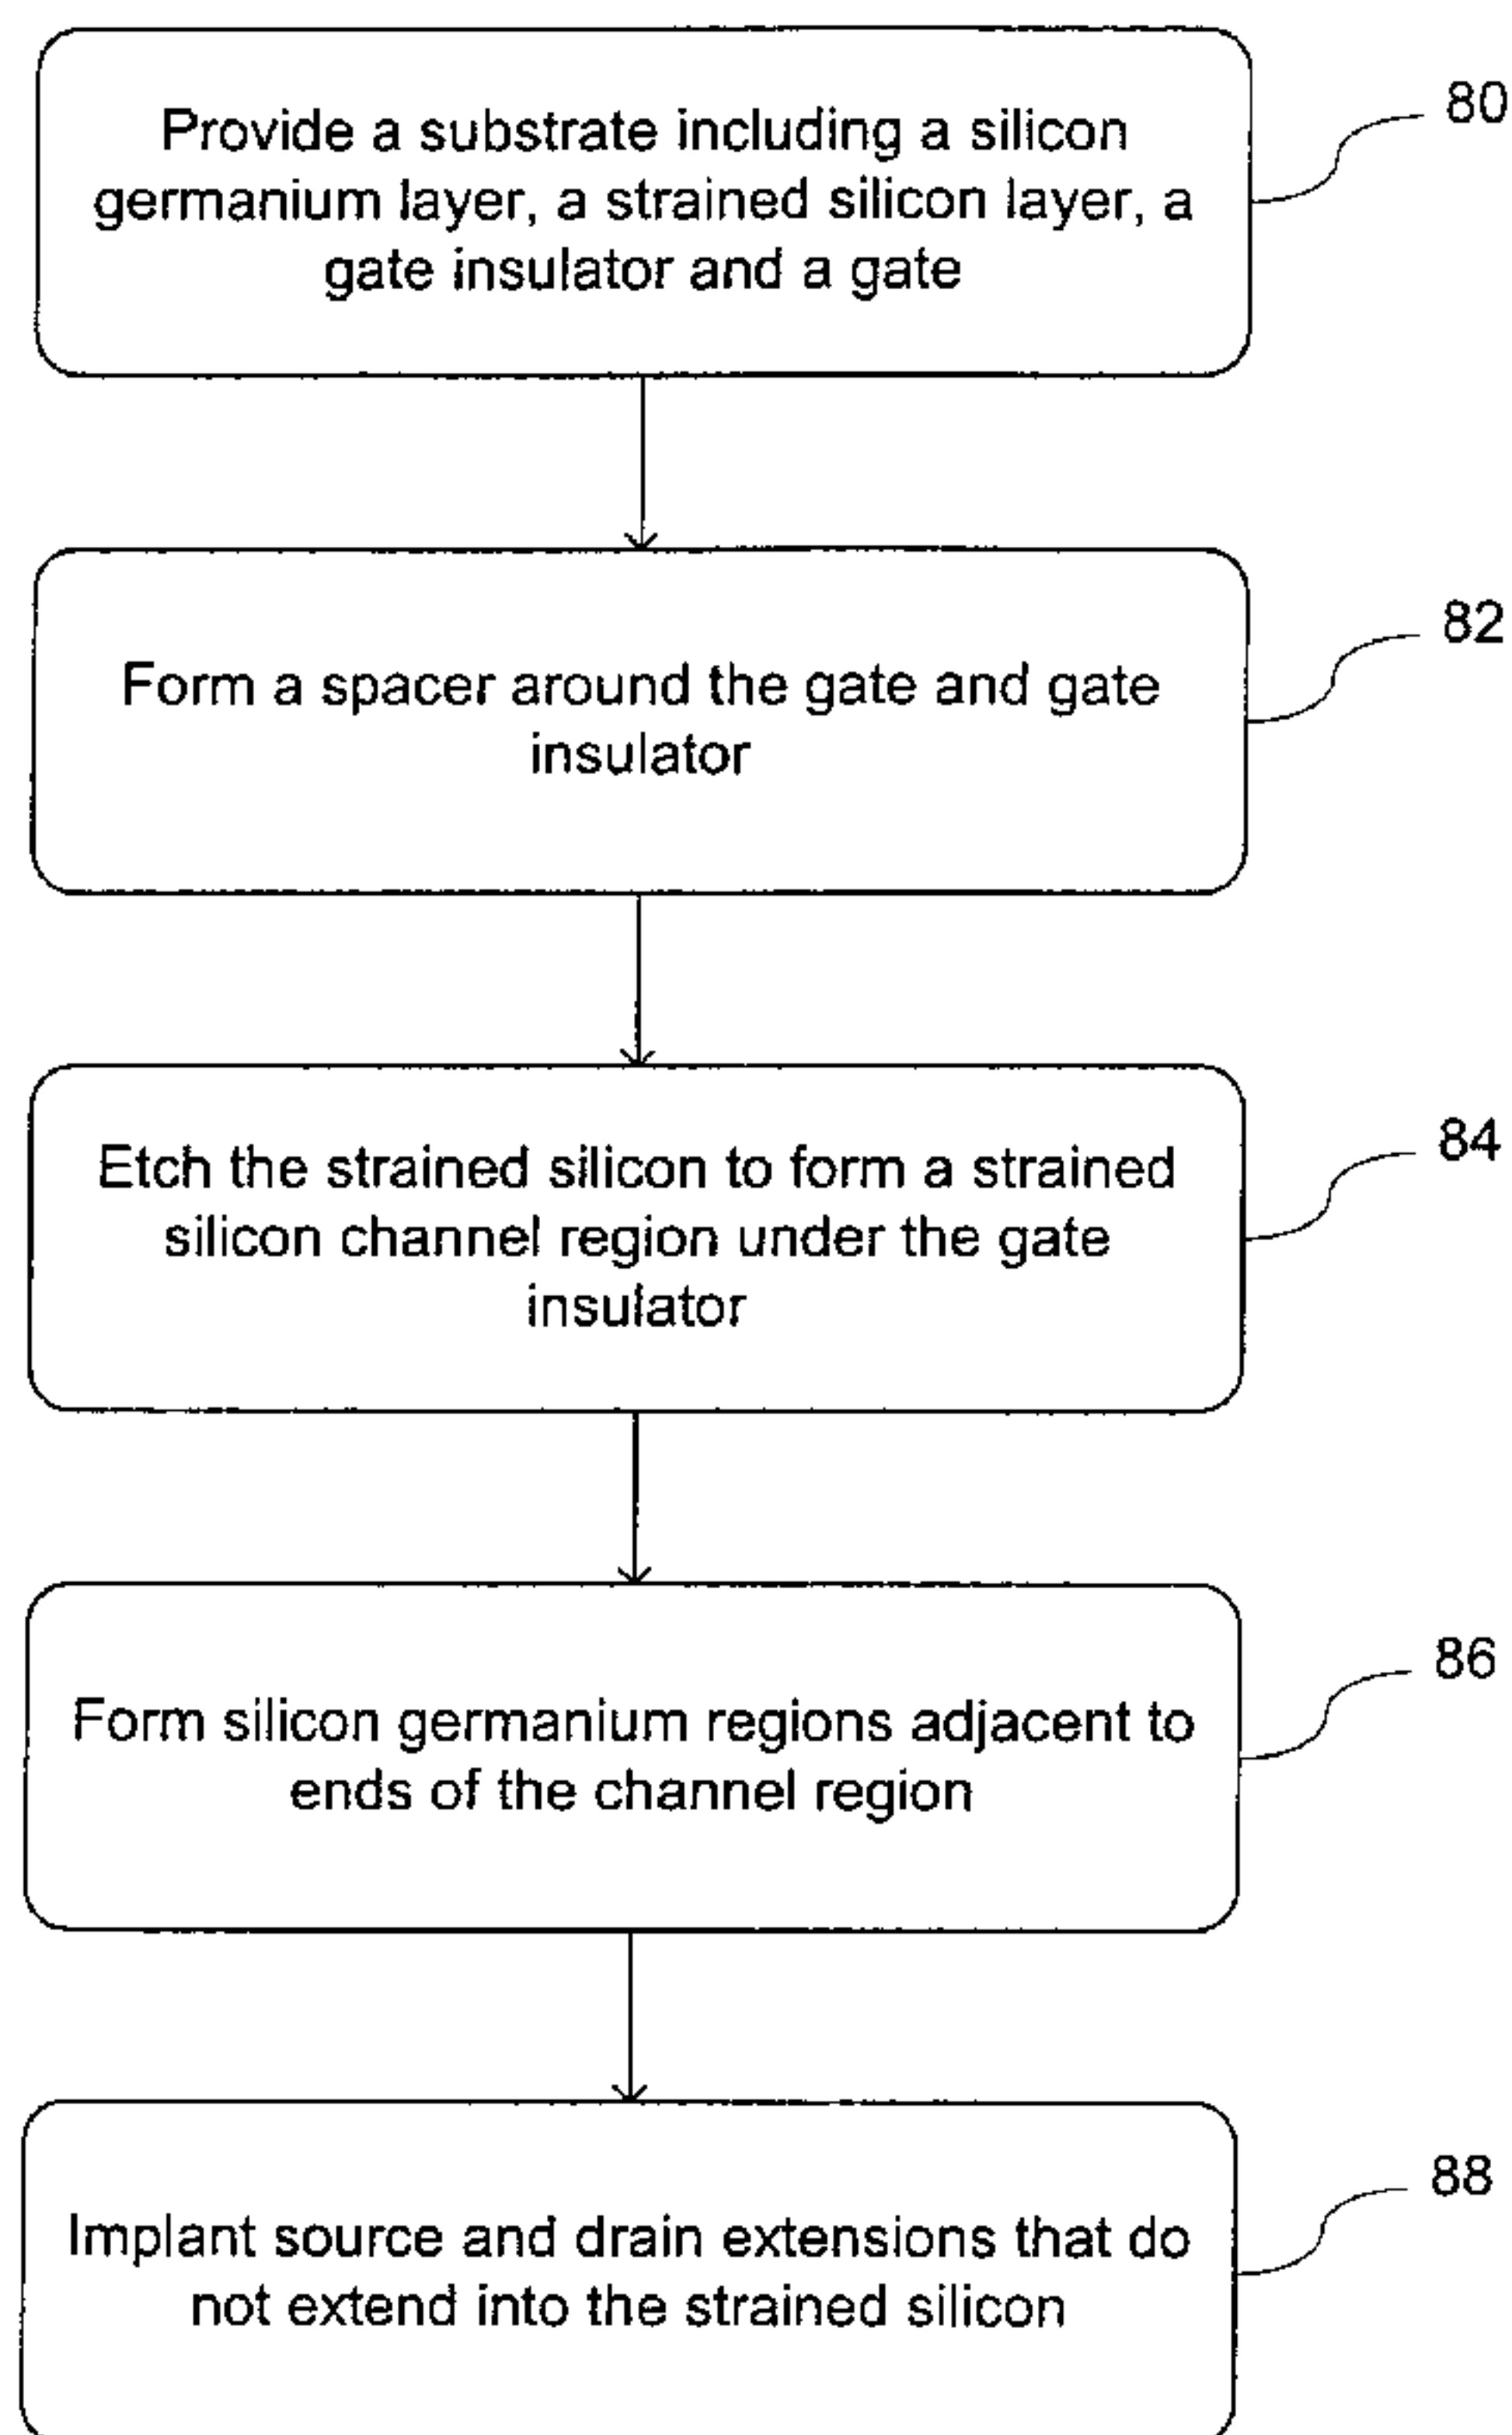 Provide a substrate including a silicon
germanium layer, a strained silicon layer, a
gate insulator and a gate
80
Form a spacer around the gate and gate
insulator
82
Etch the strained silicon to form a strained
silicon channel region under the gate
insulator
84
Form silicon germanium regions adjacent to
ends of the channel region
86
Implant source and drain extensions that do
not extend into the strained silicon
88